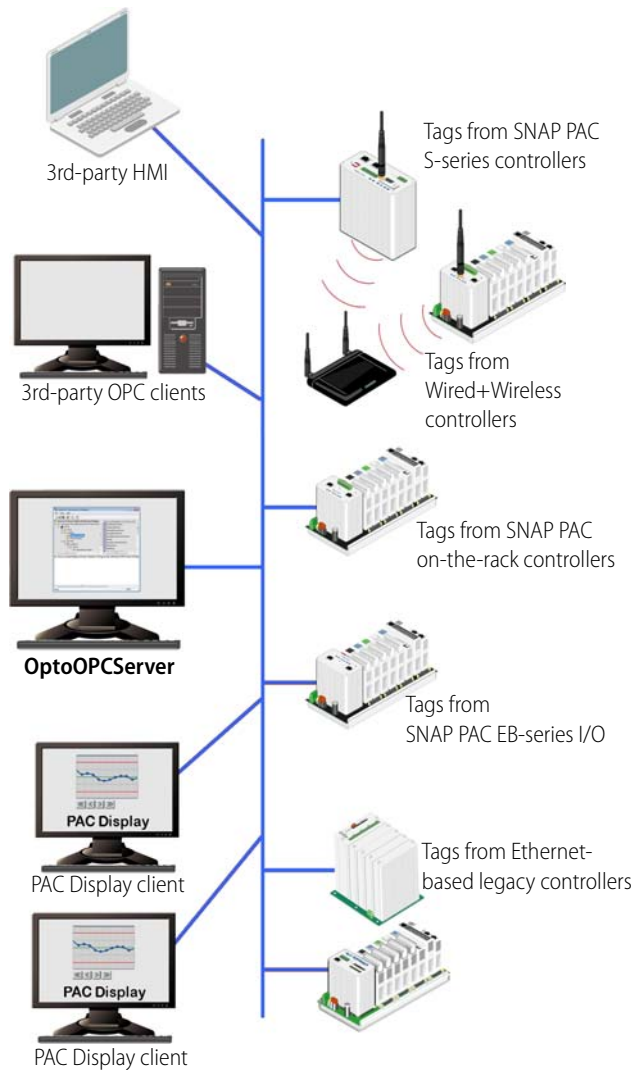 3rd-party HMI
Tags from SNAP PAC
S-series controllers
3rd-party OPC clients
Tags from
Wired+Wireless
controllers
OptoOPCServer
Tags from SNAP PAC
on-the-rack controllers
Tags from
SNAP PAC EB-series I/O
PAC Display
PAC Display client
Tags from Ethernet-
based legacy controllers
PAC Display
PAC Display client